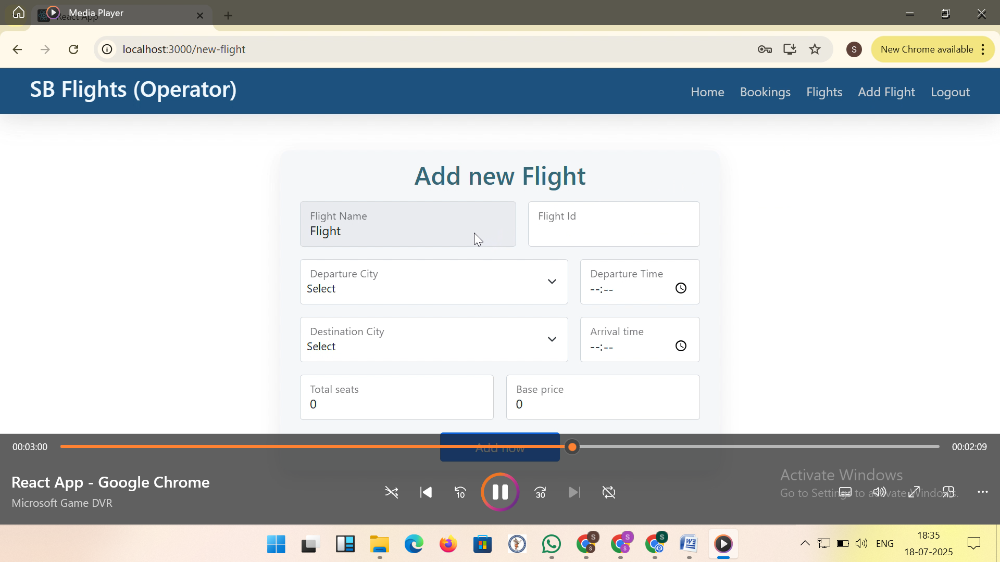 Media Player
React App
localhost:3000/new-flight
S
New Chrome available
SB Flights (Operator)
Home
Bookings
Flights
Add Flight
Logout
Add new Flight
Flight Name
Flight
Flight Id
Departure City
Select
Departure Time
--:--
Destination City
Select
Arrival time
--:--
Total seats
0
Base price
0
Add now
00:03:00
00:02:09
React App - Google Chrome
Microsoft Game DVR
10
30
Activate Windows
Go to Settings to activate Windows.
S
S
S
S
S
W
ENG
18:35
18-07-2025